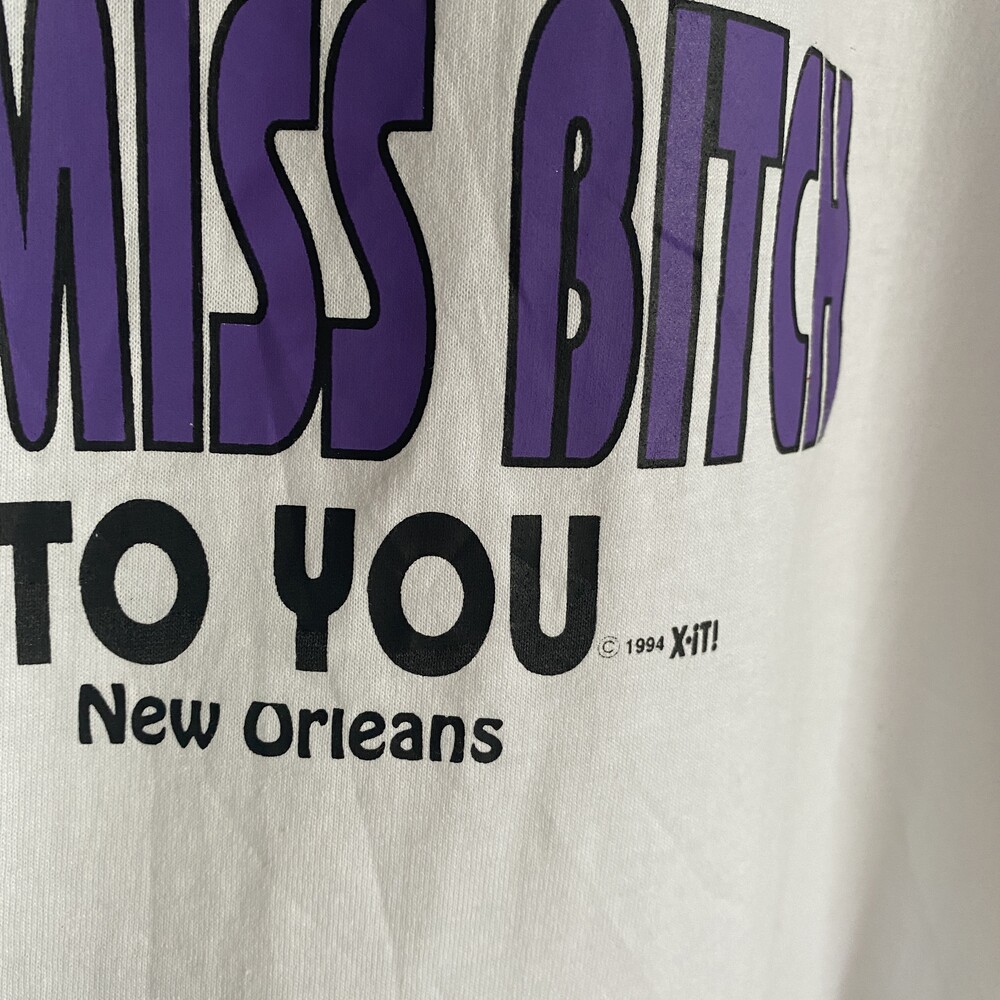 MISS BITCH
TO YOU
© 1994 X·iT!
New Orleans